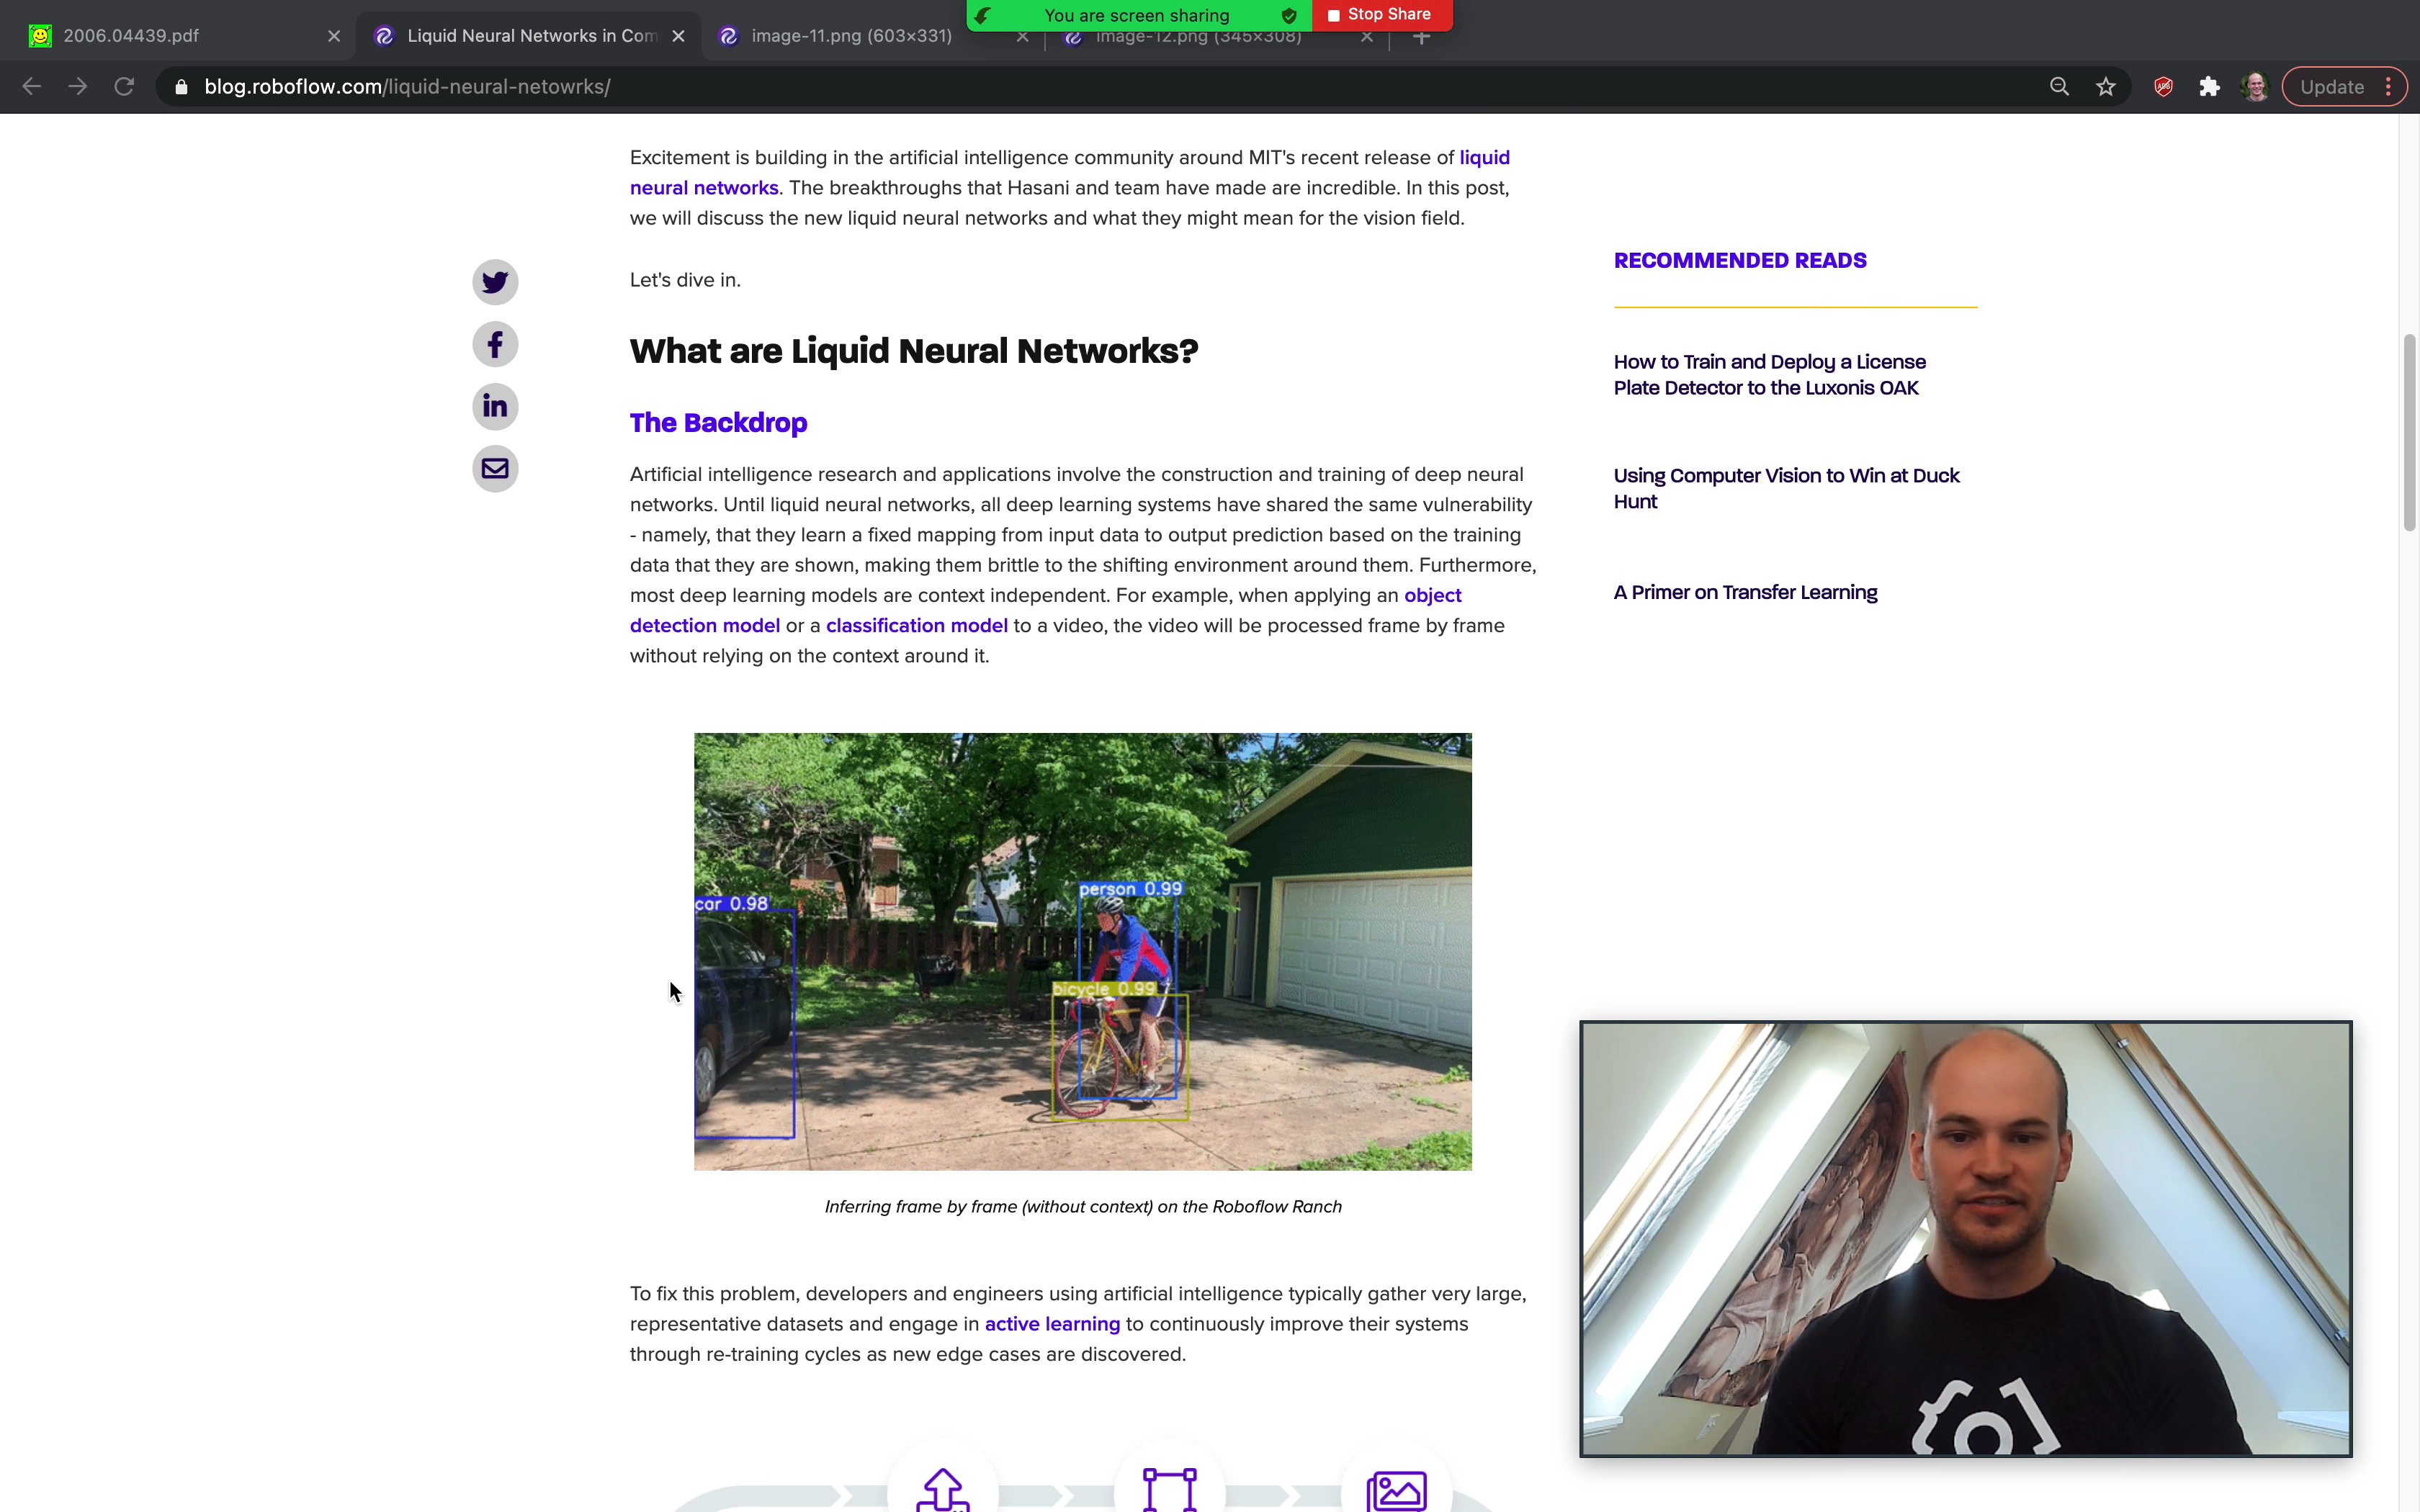 You are screen sharing
Stop Share
2006.04439.pdf
Liquid Neural Networks in Com
image-11.png (603×331)
image-12.png (345×308)
blog.roboflow.com/liquid-neural-netowrks/
Update
Excitement is building in the artificial intelligence community around MIT's recent release of liquid
neural networks. The breakthroughs that Hasani and team have made are incredible. In this post,
we will discuss the new liquid neural networks and what they might mean for the vision field.
Let's dive in.
What are Liquid Neural Networks?
The Backdrop
Artificial intelligence research and applications involve the construction and training of deep neural
networks. Until liquid neural networks, all deep learning systems have shared the same vulnerability
- namely, that they learn a fixed mapping from input data to output prediction based on the training
data that they are shown, making them brittle to the shifting environment around them. Furthermore,
most deep learning models are context independent. For example, when applying an object
detection model or a classification model to a video, the video will be processed frame by frame
without relying on the context around it.
car 0.98
person 0.99
bicycle 0.99
Inferring frame by frame (without context) on the Roboflow Ranch
To fix this problem, developers and engineers using artificial intelligence typically gather very large,
representative datasets and engage in active learning to continuously improve their systems
through re-training cycles as new edge cases are discovered.
RECOMMENDED READS
How to Train and Deploy a License
Plate Detector to the Luxonis OAK
Using Computer Vision to Win at Duck
Hunt
A Primer on Transfer Learning